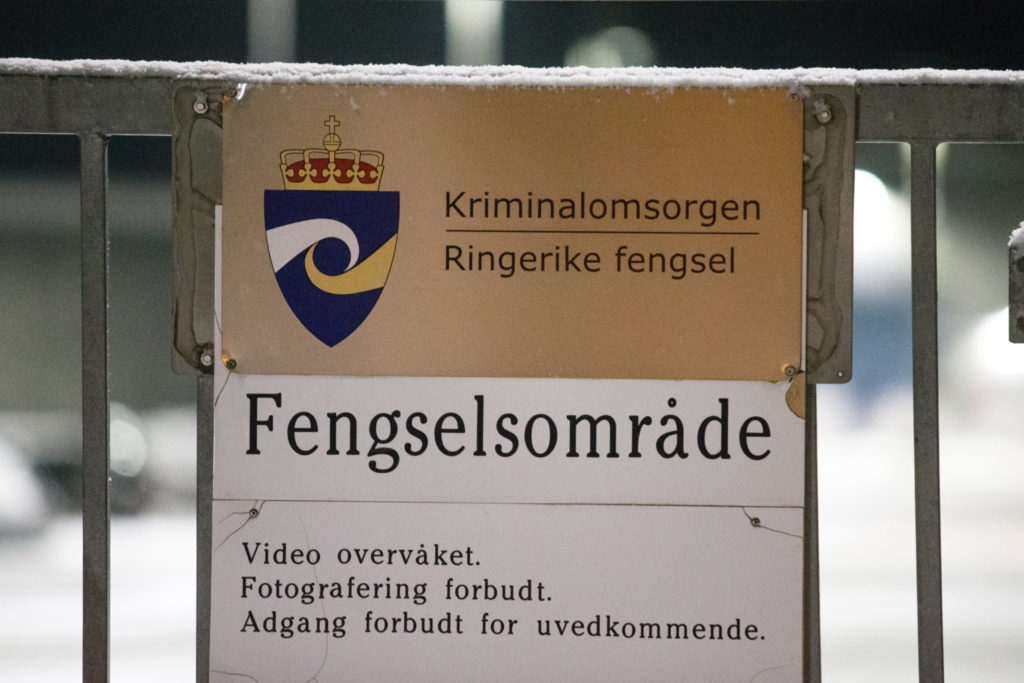 Kriminalomsorgen
Ringerike fengsel
Fengselsområde
Video overvåket.
Fotografering forbudt.
Adgang forbudt for uvedkommende.